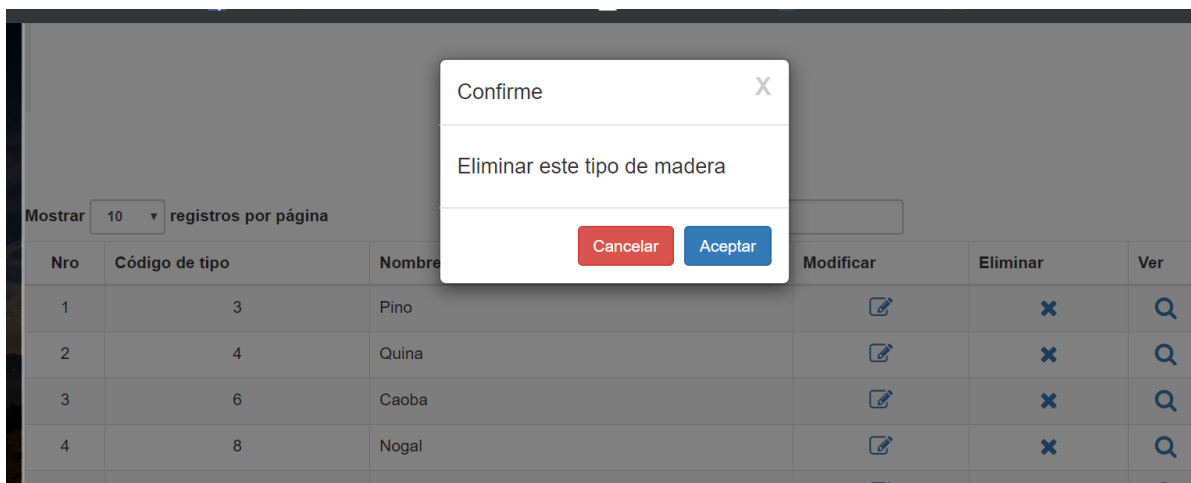 Confirme X
Eliminar este tipo de madera
Cancelar Aceptar
Mostrar 10 registros por página
Nro Código de tipo Nombre Modificar Eliminar Ver
1 3 Pino
2 4 Quina
3 6 Caoba
4 8 Nogal